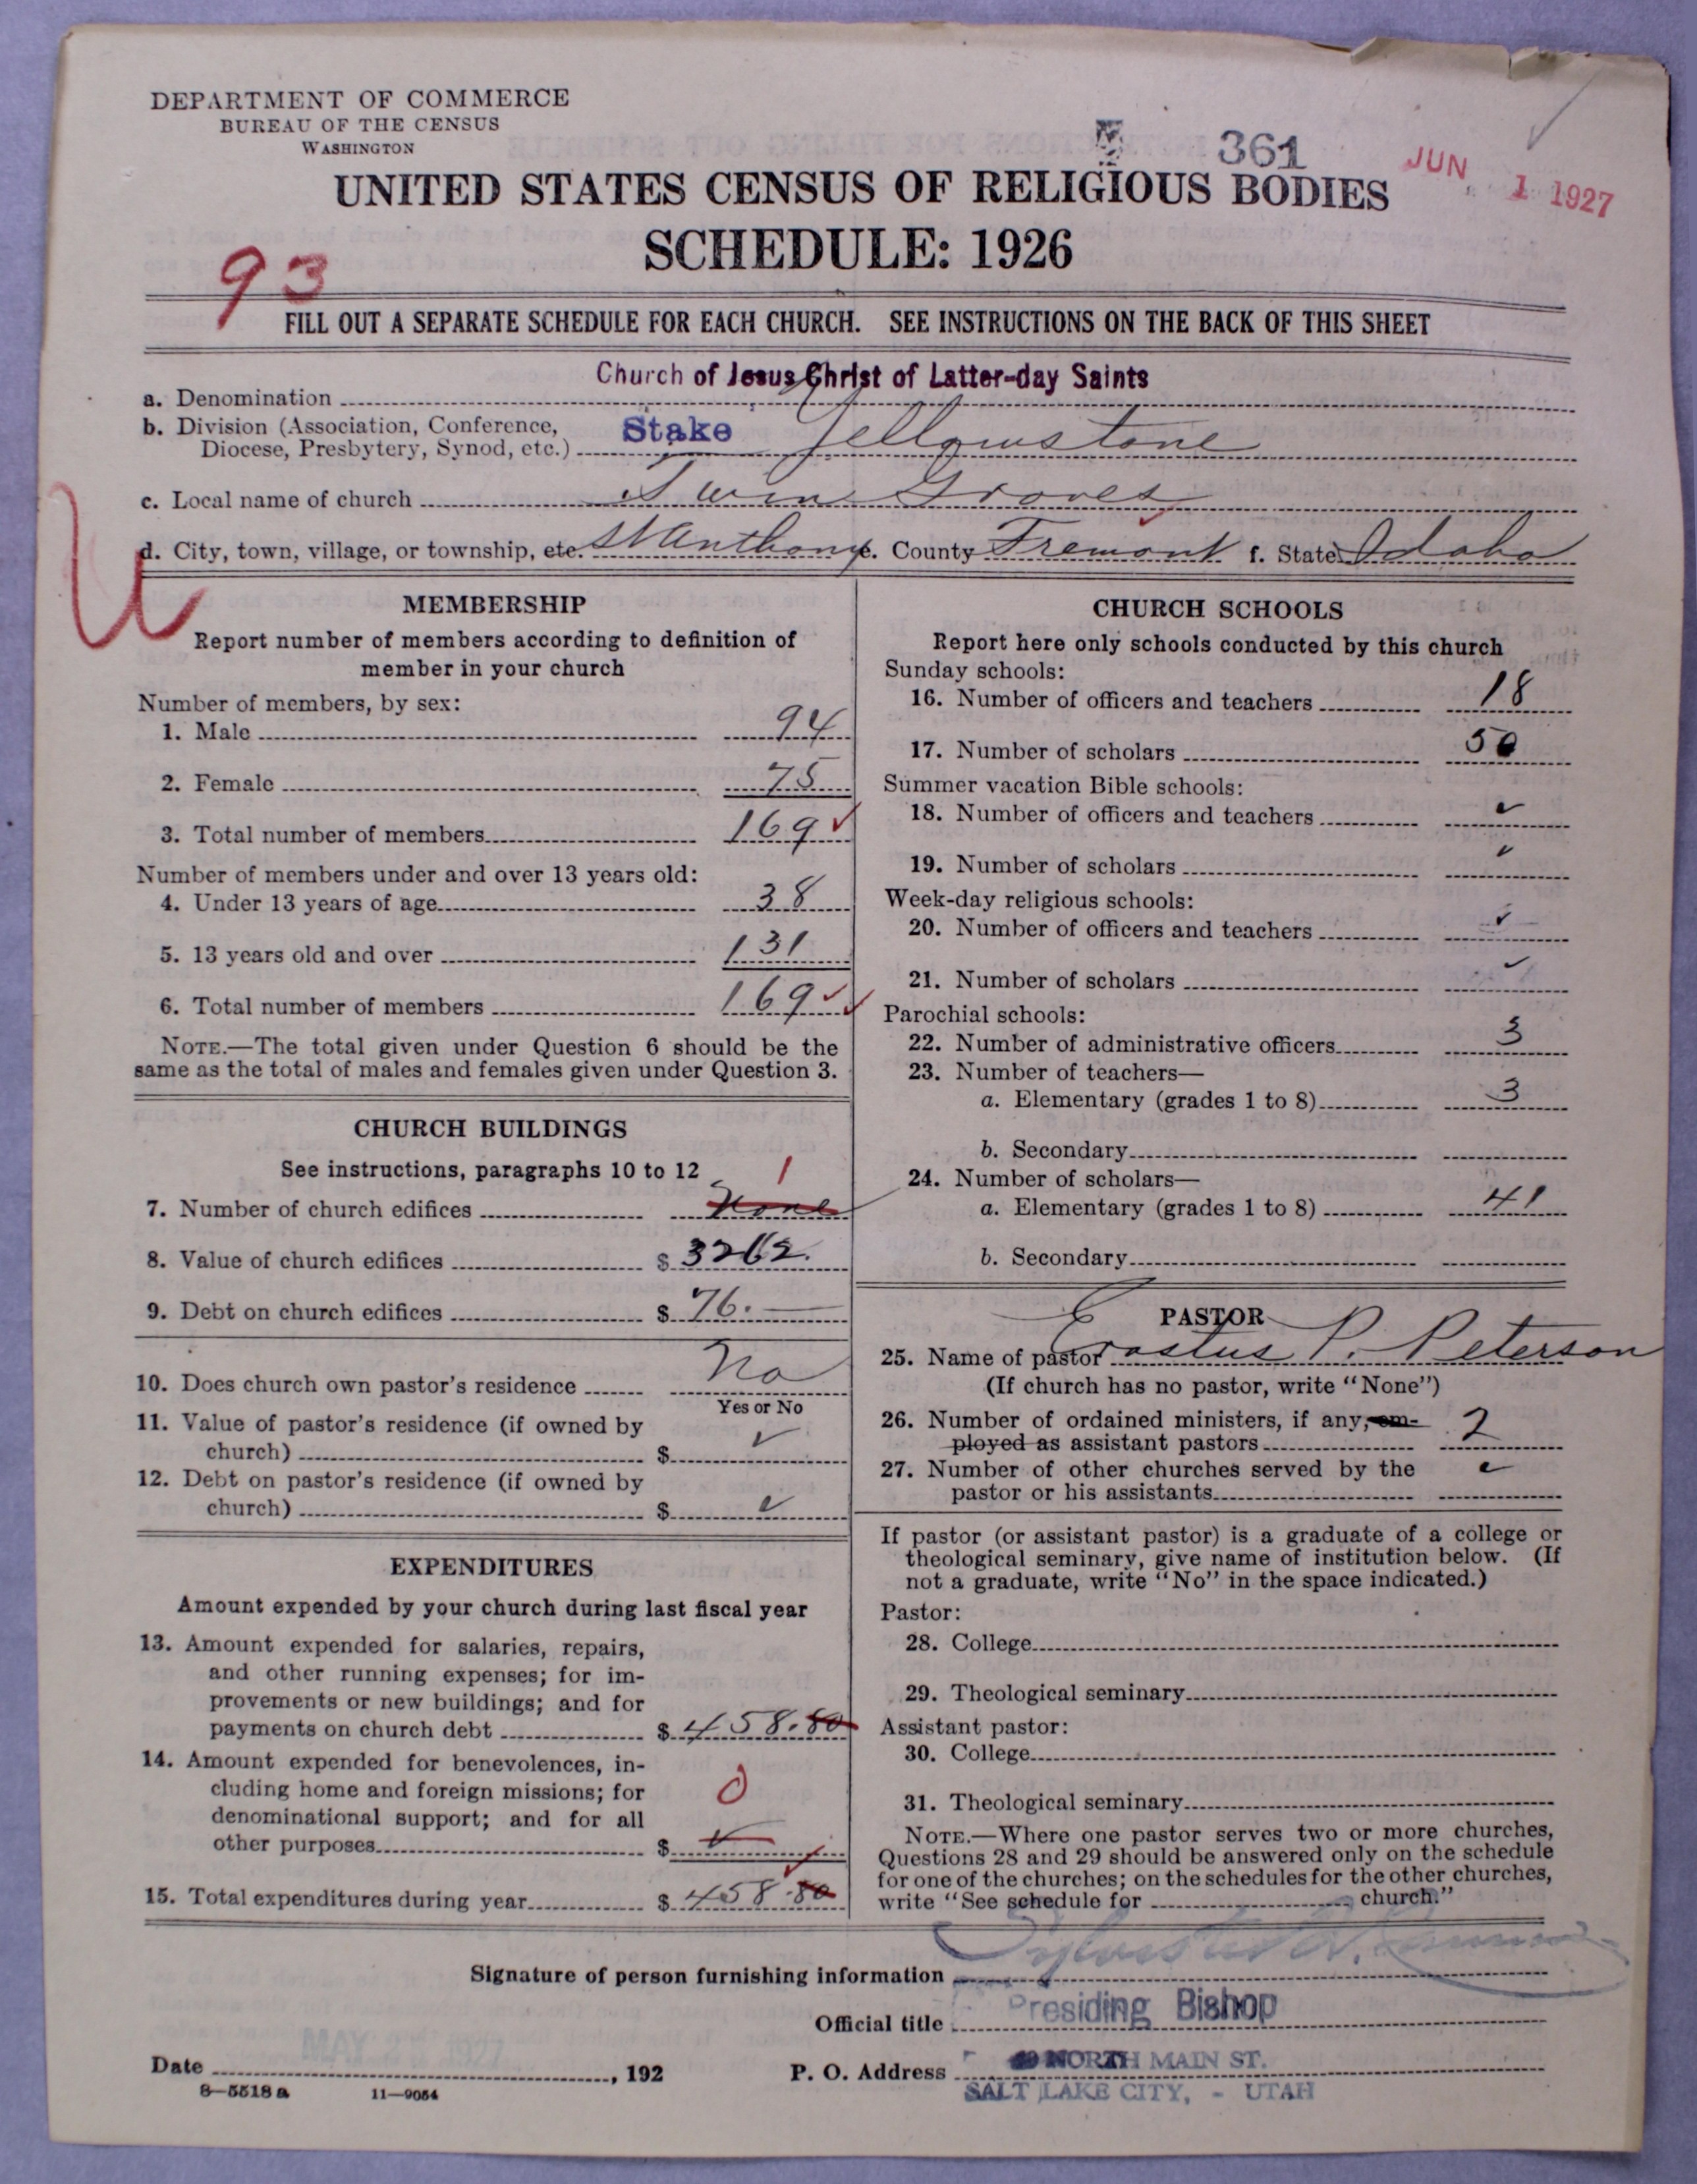 DEPARTMENT OF COMMERCE
BUREAU OF THE CENSUS
WASHINGTON
361
JUN 1 1927
UNITED STATES CENSUS OF RELIGIOUS BODIES
SCHEDULE: 1926
93
FILL OUT A SEPARATE SCHEDULE FOR EACH CHURCH. SEE INSTRUCTIONS ON THE BACK OF THIS SHEET
a. Denomination Church of Jesus Christ of Latter-day Saints
b. Division (Association, Conference,
Diocese, Presbytery, Synod, etc.) Stake Yellowstone
c. Local name of church Twin Groves
d. City, town, village, or township, etc. St Anthony e. County Fremont f. State Idaho
MEMBERSHIP
Report number of members according to definition of
member in your church
Number of members, by sex:
1. Male 94
2. Female 75
3. Total number of members 169
Number of members under and over 13 years old:
4. Under 13 years of age 38
5. 13 years old and over 131
6. Total number of members 169
NOTE.—The total given under Question 6 should be the
same as the total of males and females given under Question 3.
CHURCH BUILDINGS
See instructions, paragraphs 10 to 12
7. Number of church edifices None 1
8. Value of church edifices $ 3262.
9. Debt on church edifices $ 76.—
10. Does church own pastor's residence No
Yes or No
11. Value of pastor's residence (if owned by
church) $ ✓
12. Debt on pastor's residence (if owned by
church) $ ✓
EXPENDITURES
Amount expended by your church during last fiscal year
13. Amount expended for salaries, repairs,
and other running expenses; for im-
provements or new buildings; and for
payments on church debt $ 458.80
14. Amount expended for benevolences, in-
cluding home and foreign missions; for
denominational support; and for all
other purposes $ 0
15. Total expenditures during year $ 458.80
CHURCH SCHOOLS
Report here only schools conducted by this church
Sunday schools:
16. Number of officers and teachers 18
17. Number of scholars 50
Summer vacation Bible schools:
18. Number of officers and teachers ✓
19. Number of scholars ✓
Week-day religious schools:
20. Number of officers and teachers ✓
21. Number of scholars ✓
Parochial schools:
22. Number of administrative officers 3
23. Number of teachers—
a. Elementary (grades 1 to 8) 3
b. Secondary
24. Number of scholars—
a. Elementary (grades 1 to 8) 41
b. Secondary
PASTOR
25. Name of pastor Erastus P. Peterson
(If church has no pastor, write "None")
26. Number of ordained ministers, if any, em-
ployed as assistant pastors 2
27. Number of other churches served by the
pastor or his assistants ✓
If pastor (or assistant pastor) is a graduate of a college or
theological seminary, give name of institution below. (If
not a graduate, write "No" in the space indicated.)
Pastor:
28. College
29. Theological seminary
Assistant pastor:
30. College
31. Theological seminary
NOTE.—Where one pastor serves two or more churches,
Questions 28 and 29 should be answered only on the schedule
for one of the churches; on the schedules for the other churches,
write "See schedule for church."
Signature of person furnishing information
Official title Presiding Bishop
Date MAY 1927, 192
P. O. Address NORTH MAIN ST.
SALT LAKE CITY, - UTAH
8—5518 a 11—9054